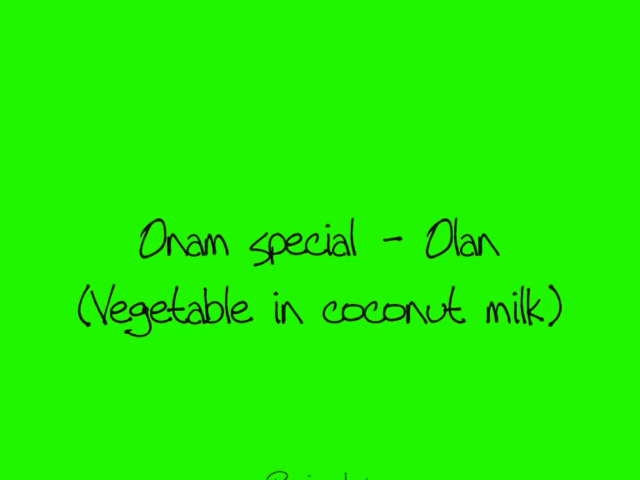 Onam special - Olan
(Vegetable in coconut milk)